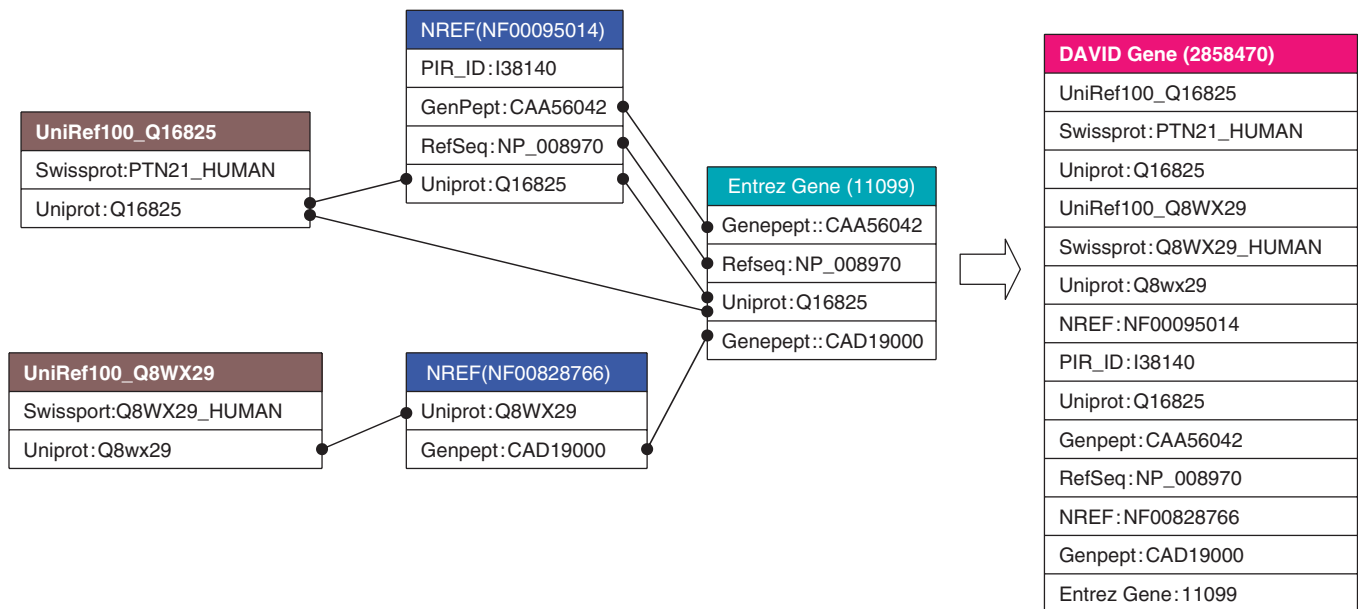 NREF(NF00095014)
PIR_ID:I38140
GenPept:CAA56042
RefSeq:NP_008970
Uniprot:Q16825
UniRef100_Q16825
Swissprot:PTN21_HUMAN
Uniprot:Q16825
UniRef100_Q8WX29
Swissport:Q8WX29_HUMAN
Uniprot:Q8wx29
NREF(NF00828766)
Uniprot:Q8WX29
Genpept:CAD19000
Entrez Gene (11099)
Genepept::CAA56042
Refseq:NP_008970
Uniprot:Q16825
Genepept::CAD19000
DAVID Gene (2858470)
UniRef100_Q16825
Swissprot:PTN21_HUMAN
Uniprot:Q16825
UniRef100_Q8WX29
Swissprot:Q8WX29_HUMAN
Uniprot:Q8wx29
NREF:NF00095014
PIR_ID:I38140
Uniprot:Q16825
Genpept:CAA56042
RefSeq:NP_008970
NREF:NF00828766
Genpept:CAD19000
Entrez Gene:11099